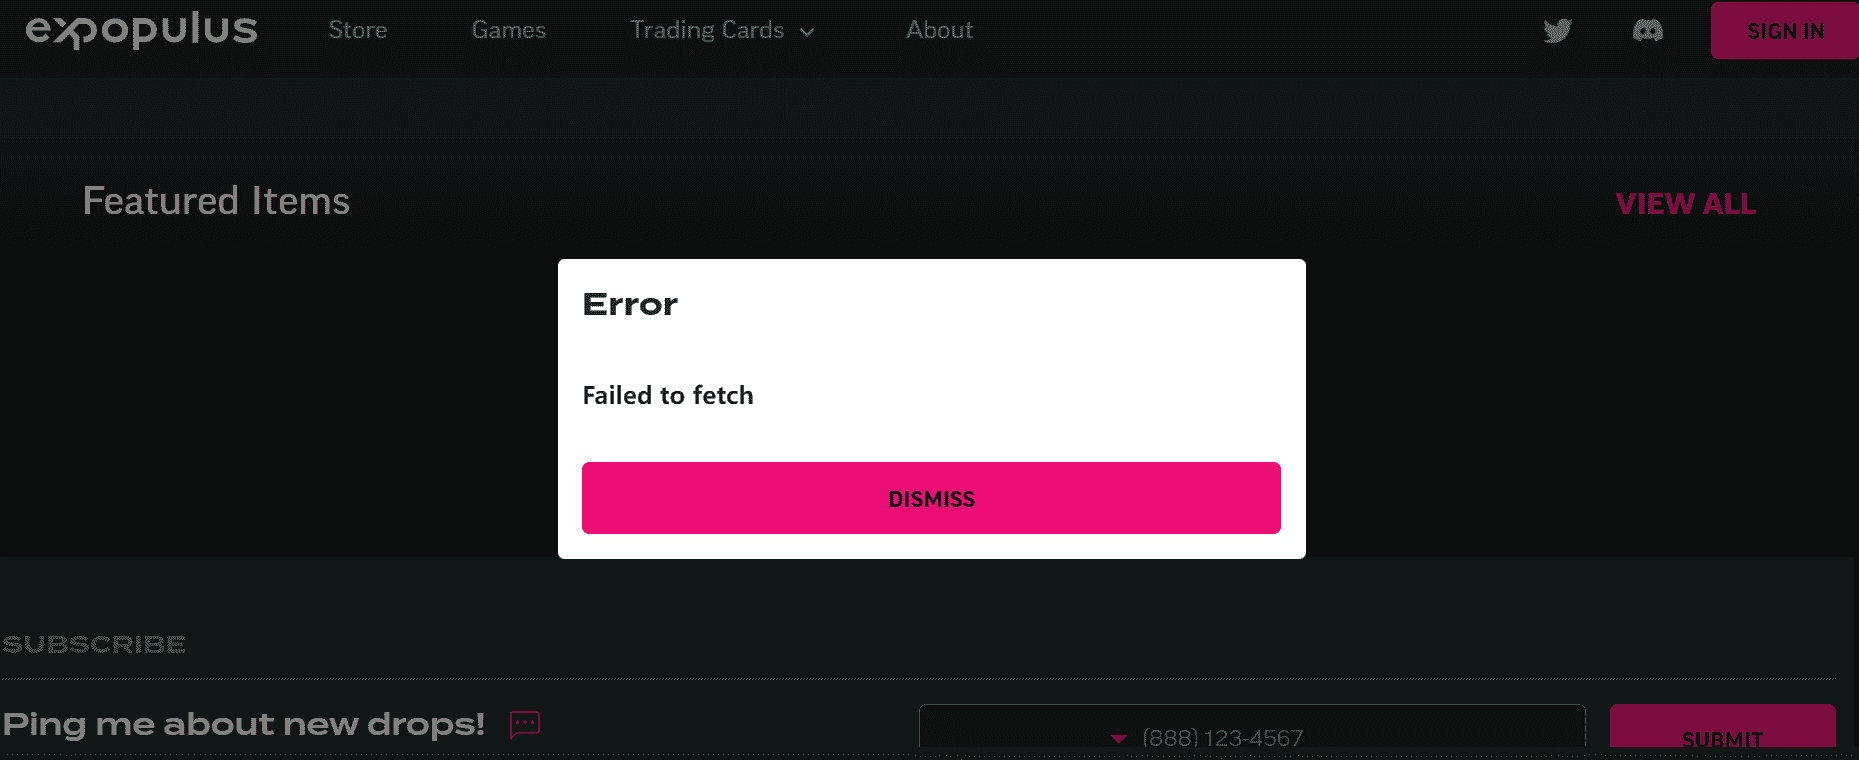 expopulus Store Games Trading Cards About SIGN IN
Featured Items VIEW ALL
Error
Failed to fetch
DISMISS
SUBSCRIBE
Ping me about new drops! (888) 123-4567 SUBMIT